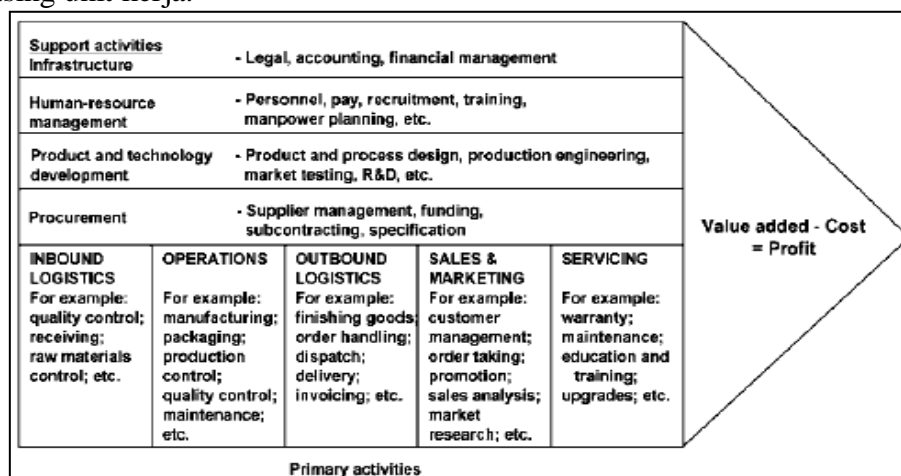 unit kerja.
Support activities
Infrastructure - Legal, accounting, financial management
Human-resource - Personnel, pay, recruitment, training,
management manpower planning, etc.
Product and technology - Product and process design, production engineering,
development market testing, R&D, etc.
Procurement - Supplier management, funding,
subcontracting, specification
Value added - Cost
= Profit
INBOUND
LOGISTICS
For example:
quality control;
receiving;
raw materials
control; etc.
OPERATIONS
For example:
manufacturing;
packaging;
production
control;
quality control;
maintenance;
etc.
OUTBOUND
LOGISTICS
For example:
finishing goods;
order handling;
dispatch;
delivery;
invoicing; etc.
SALES &
MARKETING
For example:
customer
management;
order taking;
promotion;
sales analysis;
market
research; etc.
SERVICING
For example:
warranty;
maintenance;
education and
training;
upgrades; etc.
Primary activities